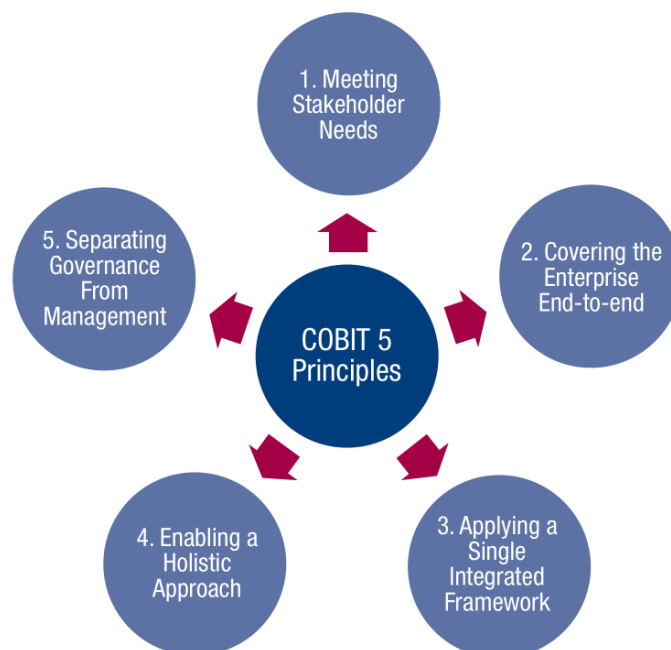 1. Meeting
Stakeholder
Needs
5. Separating
Governance
From
Management
2. Covering the
Enterprise
End-to-end
COBIT 5
Principles
4. Enabling a
Holistic
Approach
3. Applying a
Single
Integrated
Framework